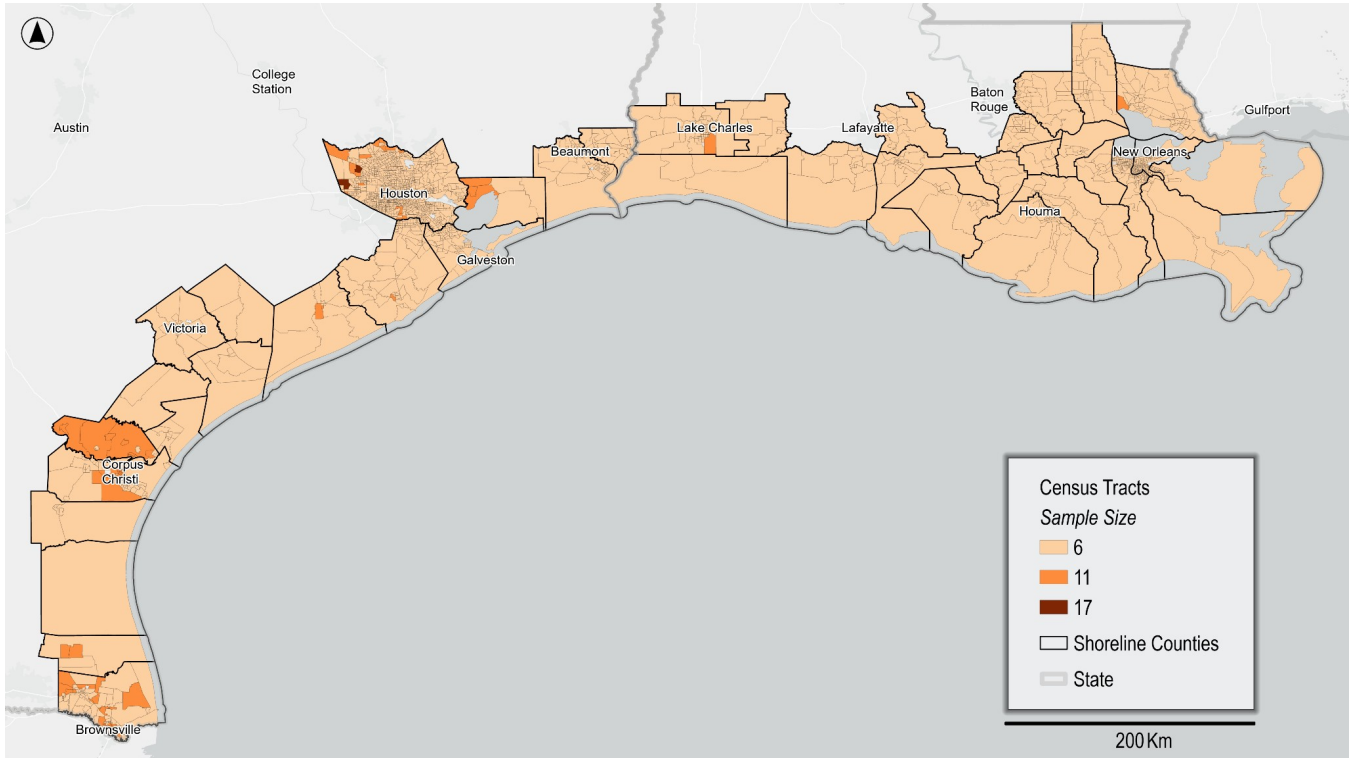 College
Station
Austin
Baton
Rouge
Gulfport
Lake Charles
Lafayatte
Beaumont
New Orleans
Houston
Houma
Galveston
Victoria
Corpus
Christi
Brownsville
Census Tracts
Sample Size
6
11
17
Shoreline Counties
State
200 Km